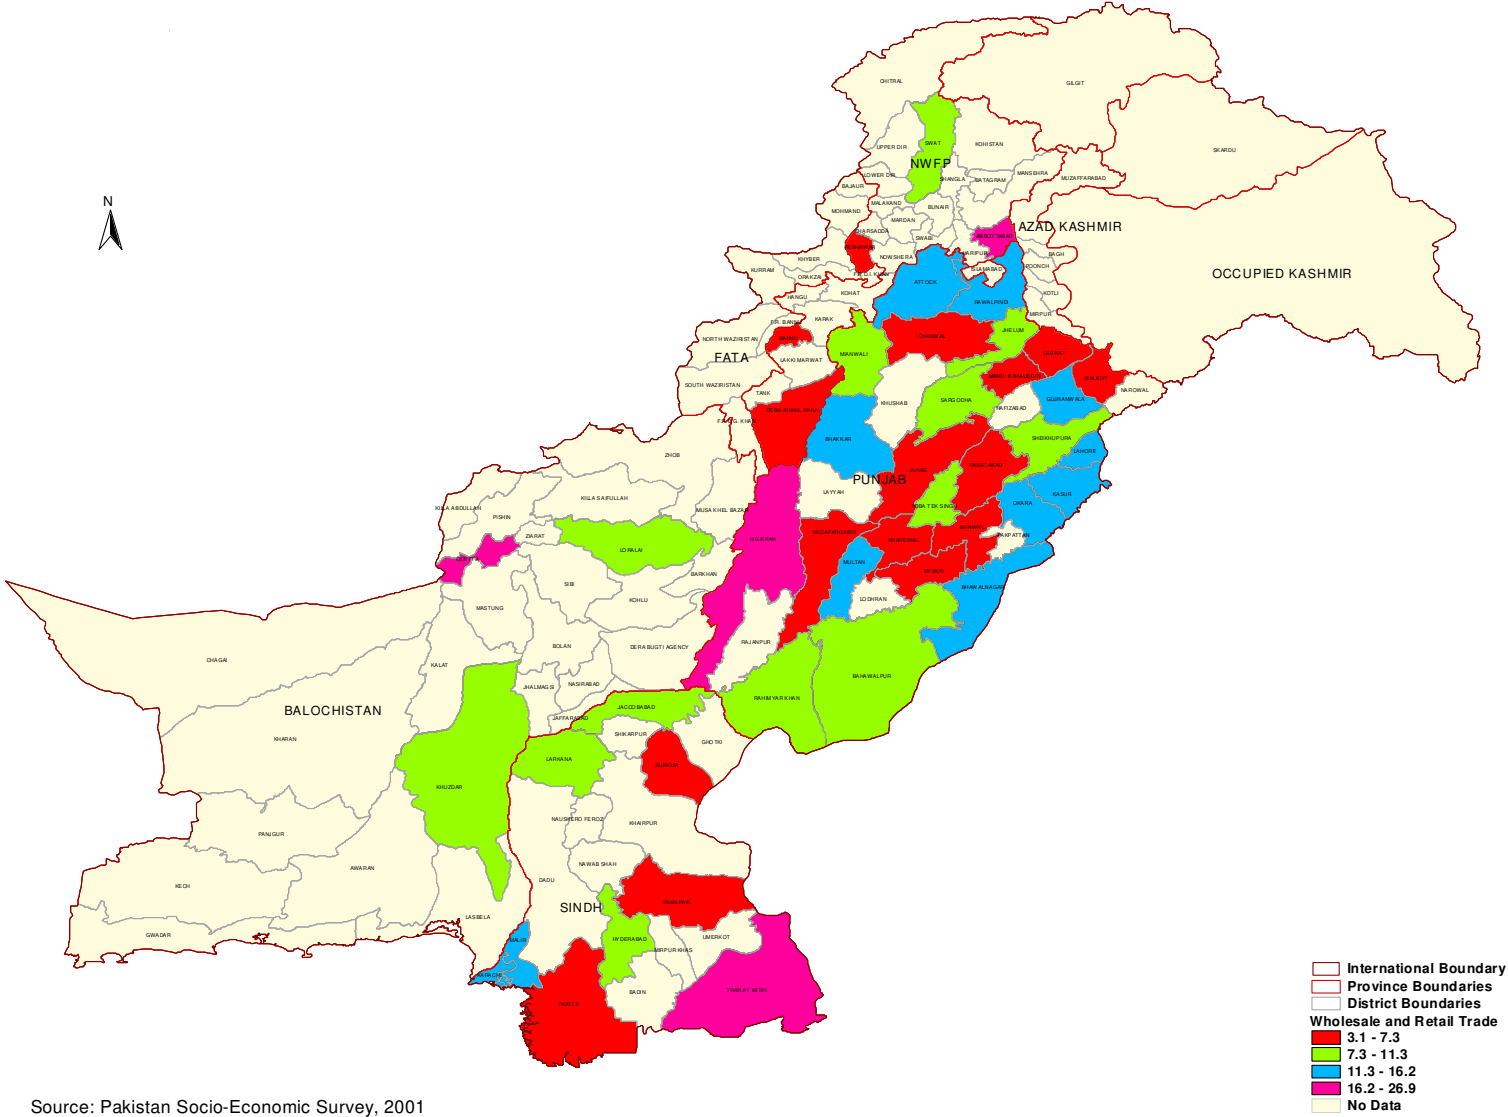 CHITRAL
GILGIT
SWAT
KOHISTAN
UPPER DIR
SKARDU
NWFP
LOWER DIR
SHANGLA
BATAGRAM
MANSEHRA
MUZAFFARABAD
BAJAUR
MALAKAND
BUNAIR
MOHMAND
MARDAN
AZAD KASHMIR
CHARSADDA
SWABI
ABBOTTABAD
PESHAWAR
NOWSHERA
HARIPUR
BAGH
KHYBER
ISLAMABAD
POONCH
OCCUPIED KASHMIR
KURRAM
ORAKZAI
ATTOCK
HANGU
KOHAT
RAWALPINDI
KOTLI
MIRPUR
KARAK
F.R. BANNU
NORTH WAZIRISTAN
BANNU
CHAKWAL
JHELUM
FATA
LAKKI MARWAT
MIANWALI
GUJRAT
SOUTH WAZIRISTAN
MANDI BAHAUDDIN
SIALKOT
TANK
NAROWAL
KHUSHAB
SARGODHA
HAFIZABAD
GUJRANWALA
DERA ISMAIL KHAN
BHAKKAR
SHEIKHUPURA
ZHOB
LAHORE
JHANG
FAISALABAD
PUNJAB
LAYYAH
KASUR
KILLA SAIFULLAH
OKARA
KILLA ABDULLAH
PISHIN
MUSA KHEL BAZAR
TOBA TEK SINGH
ZIARAT
D.G.KHAN
MUZAFFARGARH
KHANEWAL
SAHIWAL
PAKPATTAN
LORALAI
QUETTA
MULTAN
VEHARI
BARKHAN
SIBI
BHAWALNAGAR
MASTUNG
KOHLU
LODHRAN
RAJANPUR
CHAGAI
KALAT
BOLAN
DERA BUGTI AGENCY
BAHAWALPUR
JHALMAGSI
NASIRABAD
RAHIMYAR KHAN
BALOCHISTAN
JACCOBABAD
JAFFARABAD
KHARAN
SHIKARPUR
GHOTKI
LARKANA
SUKKUR
KHUZDAR
NAUSHERO FEROZ
KHAIRPUR
PANJGUR
AWARAN
NAWAB SHAH
KECH
DADU
SANGHAR
SINDH
LASBELA
GWADAR
MALIR
HYDERABAD
UMERKOT
MIRPUR KHAS
KARACHI
BADIN
THAR AT MITHI
THATTA
N
International Boundary
Province Boundaries
District Boundaries
Wholesale and Retail Trade
3.1 - 7.3
7.3 - 11.3
11.3 - 16.2
16.2 - 26.9
No Data
Source: Pakistan Socio-Economic Survey, 2001